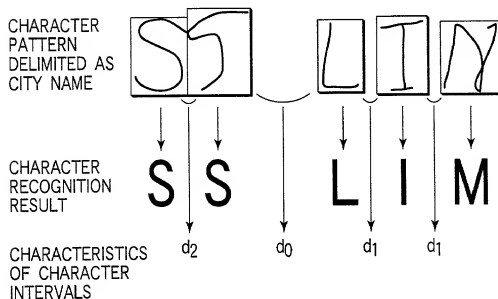 CHARACTER
PATTERN
DELIMITED AS
CITY NAME
S S L I M
CHARACTER
RECOGNITION
RESULT
S S L I M
d2 d0 d1 d1
CHARACTERISTICS
OF CHARACTER
INTERVALS